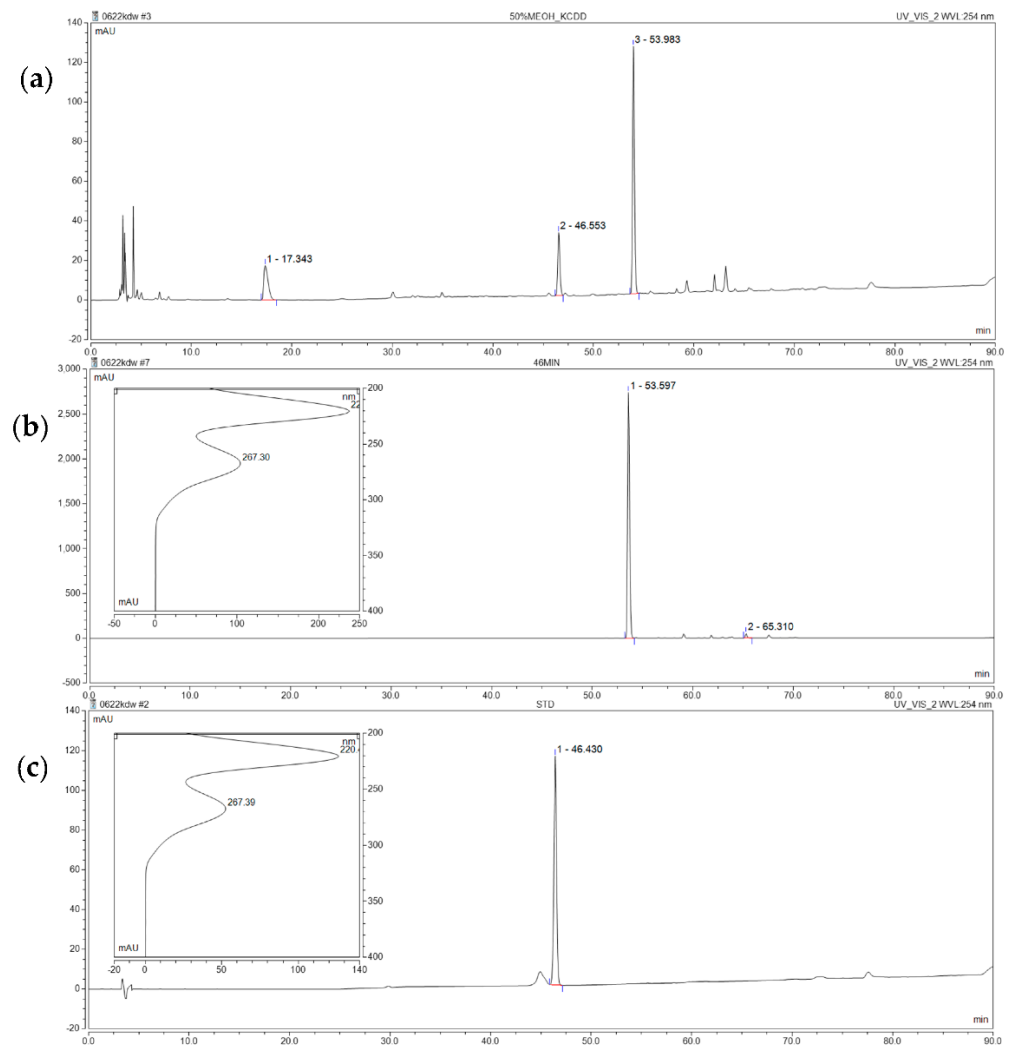 0622kdw #3 50%MEOH_KCDD UV_VIS_2 WVL:254 nm
140
mAU
3 - 53.983
(a)
120
100
80
60
40
2 - 46.553
20
1 - 17.343
0
min
-20
0.0 10.0 20.0 30.0 40.0 50.0 60.0 70.0 80.0 90.0
0622kdw #7 46MIN UV_VIS_2 WVL:254 nm
3,000
mAU
1 - 53.597
(b)
2,500
2,000
1,500
1,000
500
0
-500
nm
200
22
250
267.30
300
350
400
mAU
-50 0 100 200 250
2 - 65.310
min
0.0 10.0 20.0 30.0 40.0 50.0 60.0 70.0 80.0 90.0
0622kdw #2 STD UV_VIS_2 WVL:254 nm
140
mAU
1 - 46.430
(c)
120
100
80
60
40
20
0
-20
nm
200
220
250
267.39
300
350
400
mAU
-20 0 50 100 140
min
0.0 10.0 20.0 30.0 40.0 50.0 60.0 70.0 80.0 90.0